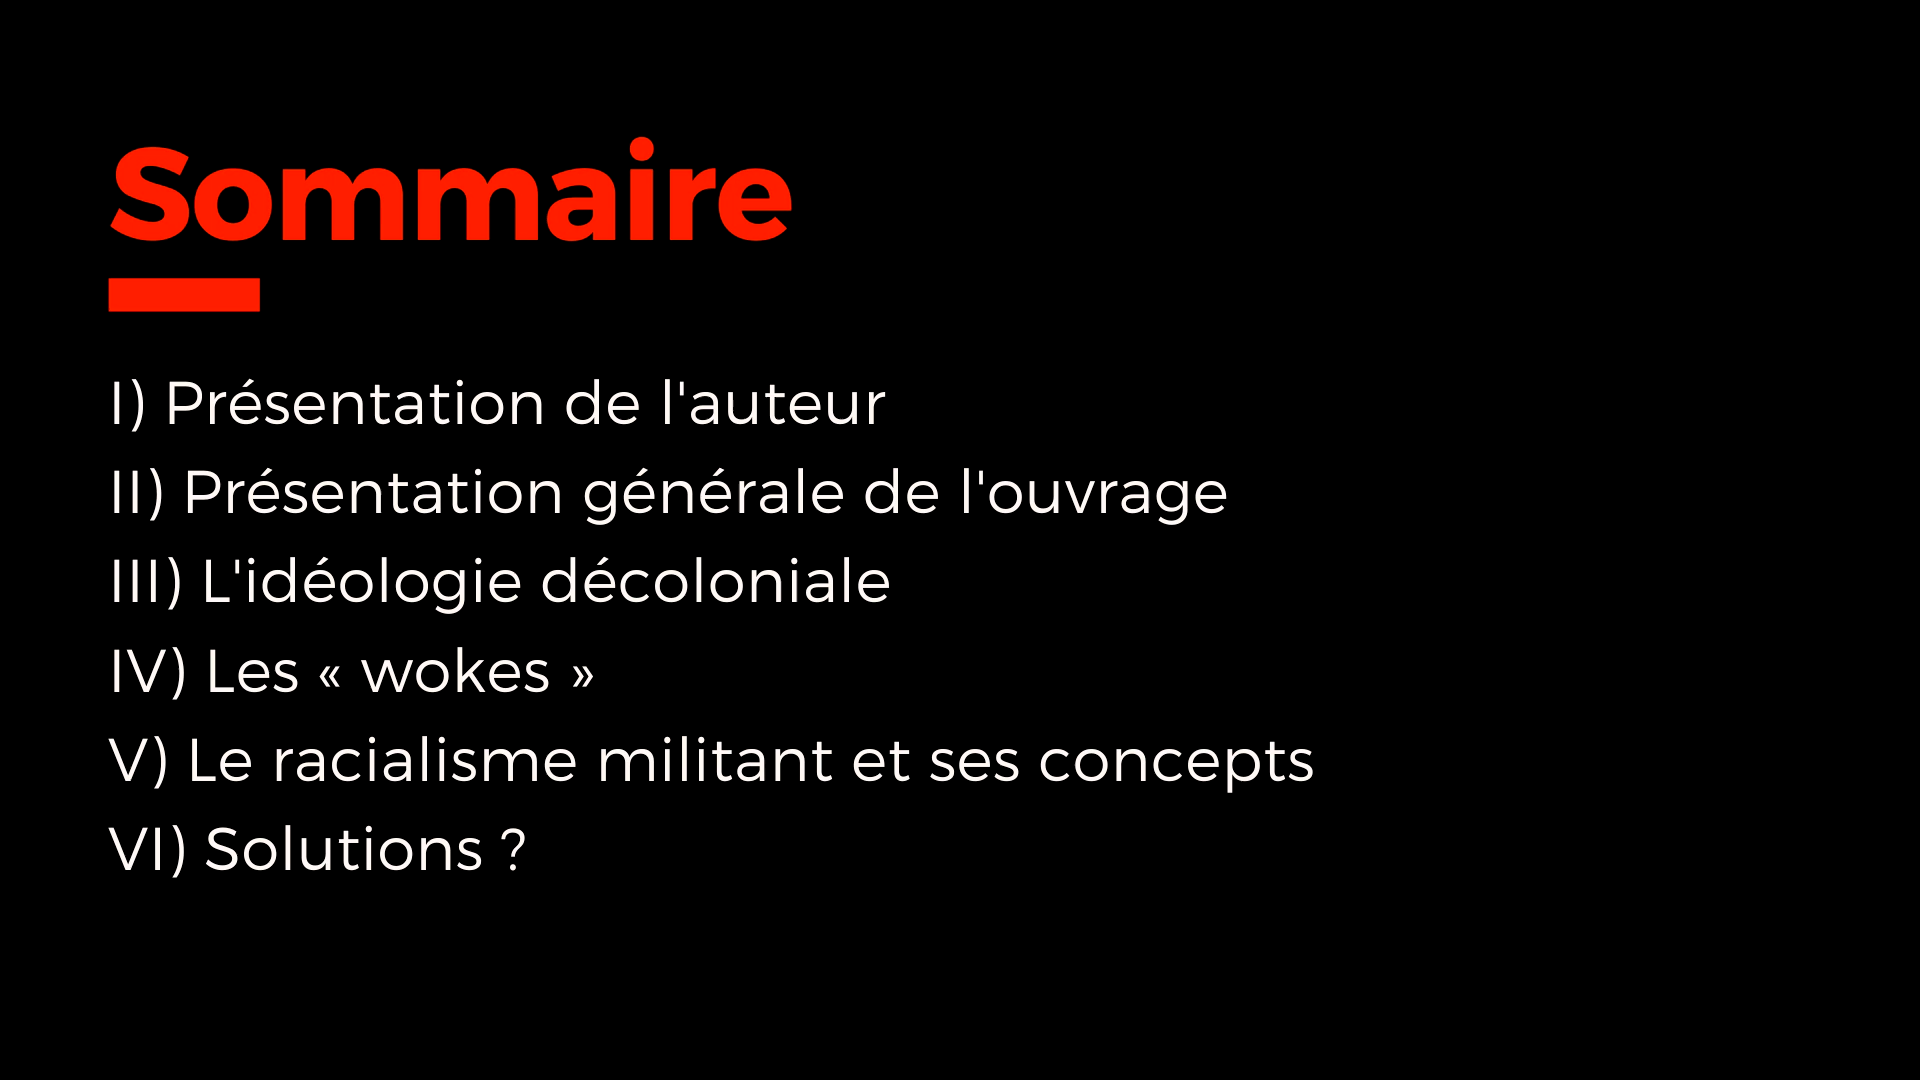 Sommaire
I) Présentation de l'auteur
II) Présentation générale de l'ouvrage
III) L'idéologie décoloniale
IV) Les « wokes »
V) Le racialisme militant et ses concepts
VI) Solutions ?